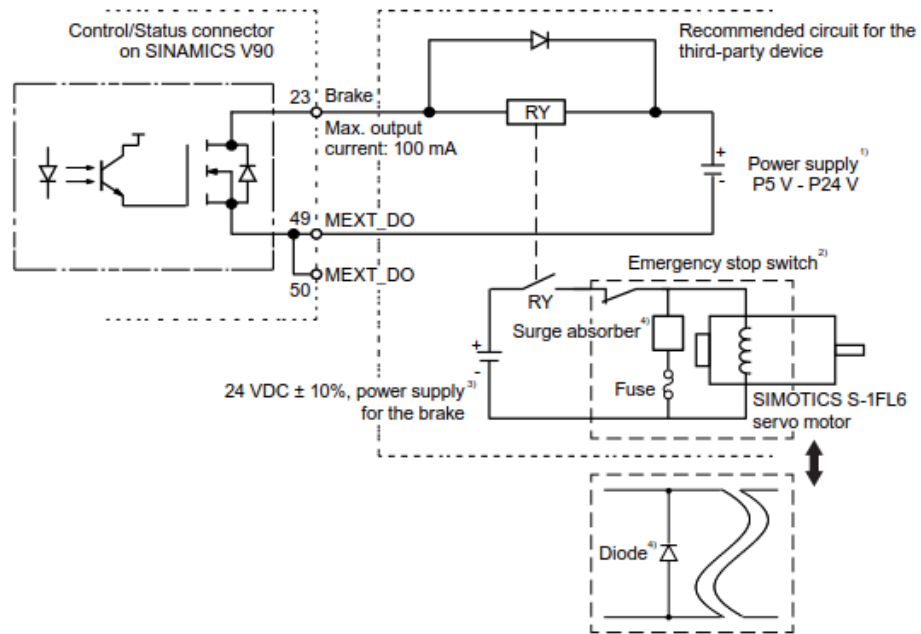 Control/Status connector
on SINAMICS V90
Recommended circuit for the
third-party device
23
Brake
RY
Max. output
current: 100 mA
+
-
Power supply 1)
P5 V - P24 V
49
MEXT_DO
50
MEXT_DO
Emergency stop switch 2)
RY
Surge absorber 4)
+
-
24 VDC ± 10%, power supply 3)
for the brake
Fuse
SIMOTICS S-1FL6
servo motor
Diode 4)